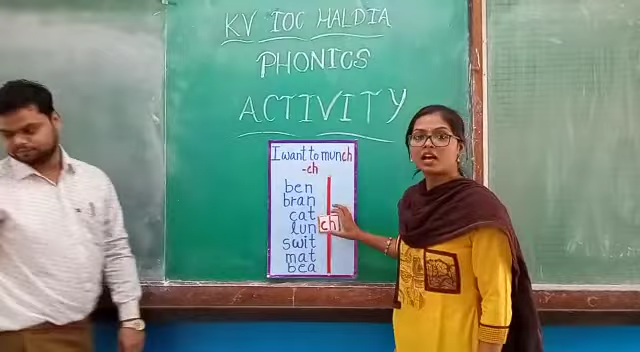 KV IOC HALDIA
PHONICS
ACTIVITY
I want to munch
-ch
ben
bran
cat
lun ch
swit
mat
bea